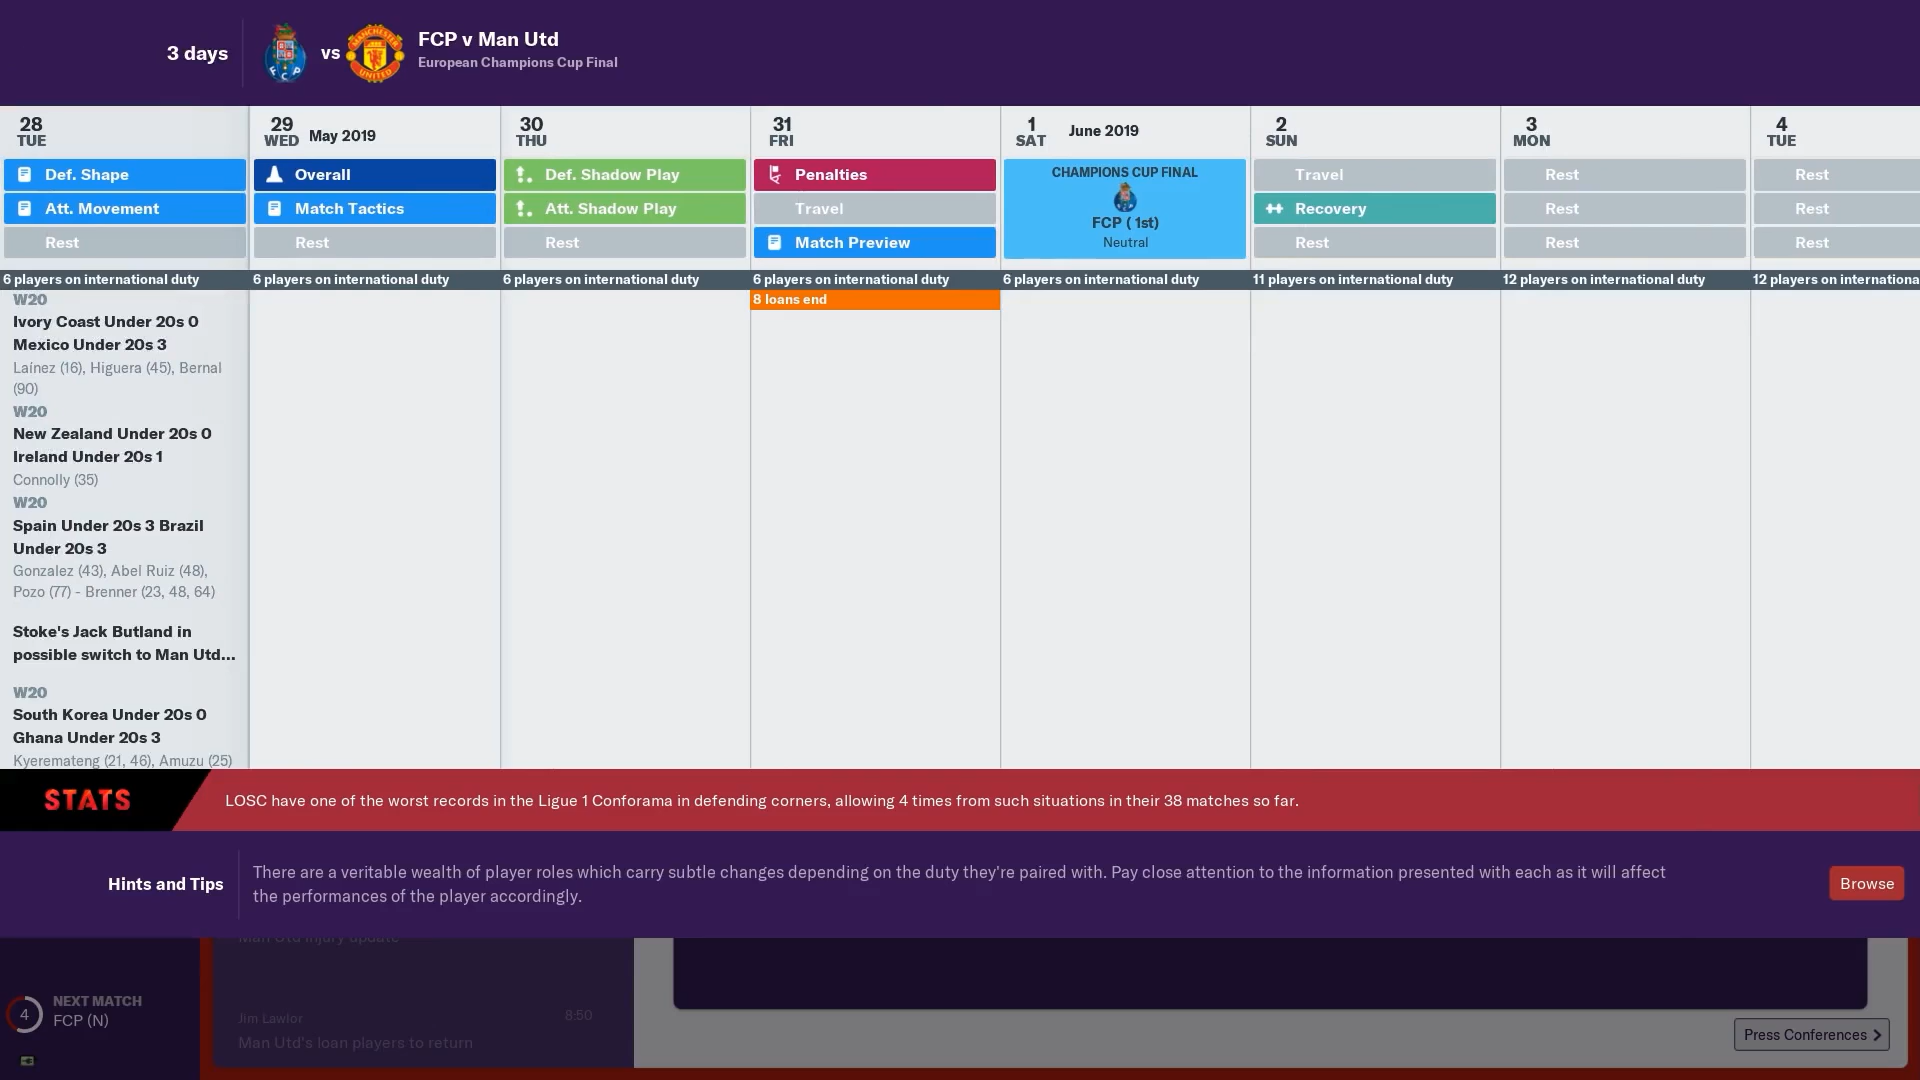 3 days
vs
FCP v Man Utd
European Champions Cup Final
28
TUE
29
WED
May 2019
30
THU
31
FRI
1
SAT
June 2019
2
SUN
3
MON
4
TUE
Def. Shape
Overall
Def. Shadow Play
Penalties
CHAMPIONS CUP FINAL
Travel
Rest
Rest
Att. Movement
Match Tactics
Att. Shadow Play
Travel
FCP ( 1st)
Recovery
Rest
Rest
Rest
Rest
Rest
Match Preview
Neutral
Rest
Rest
Rest
6 players on international duty
6 players on international duty
6 players on international duty
6 players on international duty
6 players on international duty
11 players on international duty
12 players on international duty
12 players on internationa
8 loans end
W20
Ivory Coast Under 20s 0
Mexico Under 20s 3
Laínez (16), Higuera (45), Bernal
(90)
W20
New Zealand Under 20s 0
Ireland Under 20s 1
Connolly (35)
W20
Spain Under 20s 3 Brazil
Under 20s 3
Gonzalez (43), Abel Ruiz (48),
Pozo (77) - Brenner (23, 48, 64)
Stoke's Jack Butland in
possible switch to Man Utd...
W20
South Korea Under 20s 0
Ghana Under 20s 3
Kyeremateng (21, 46), Amuzu (25)
STATS
LOSC have one of the worst records in the Ligue 1 Conforama in defending corners, allowing 4 times from such situations in their 38 matches so far.
Hints and Tips
There are a veritable wealth of player roles which carry subtle changes depending on the duty they're paired with. Pay close attention to the information presented with each as it will affect
the performances of the player accordingly.
Browse
Man Utd injury update
4
NEXT MATCH
FCP (N)
Jim Lawlor
8:50
Man Utd's loan players to return
Press Conferences